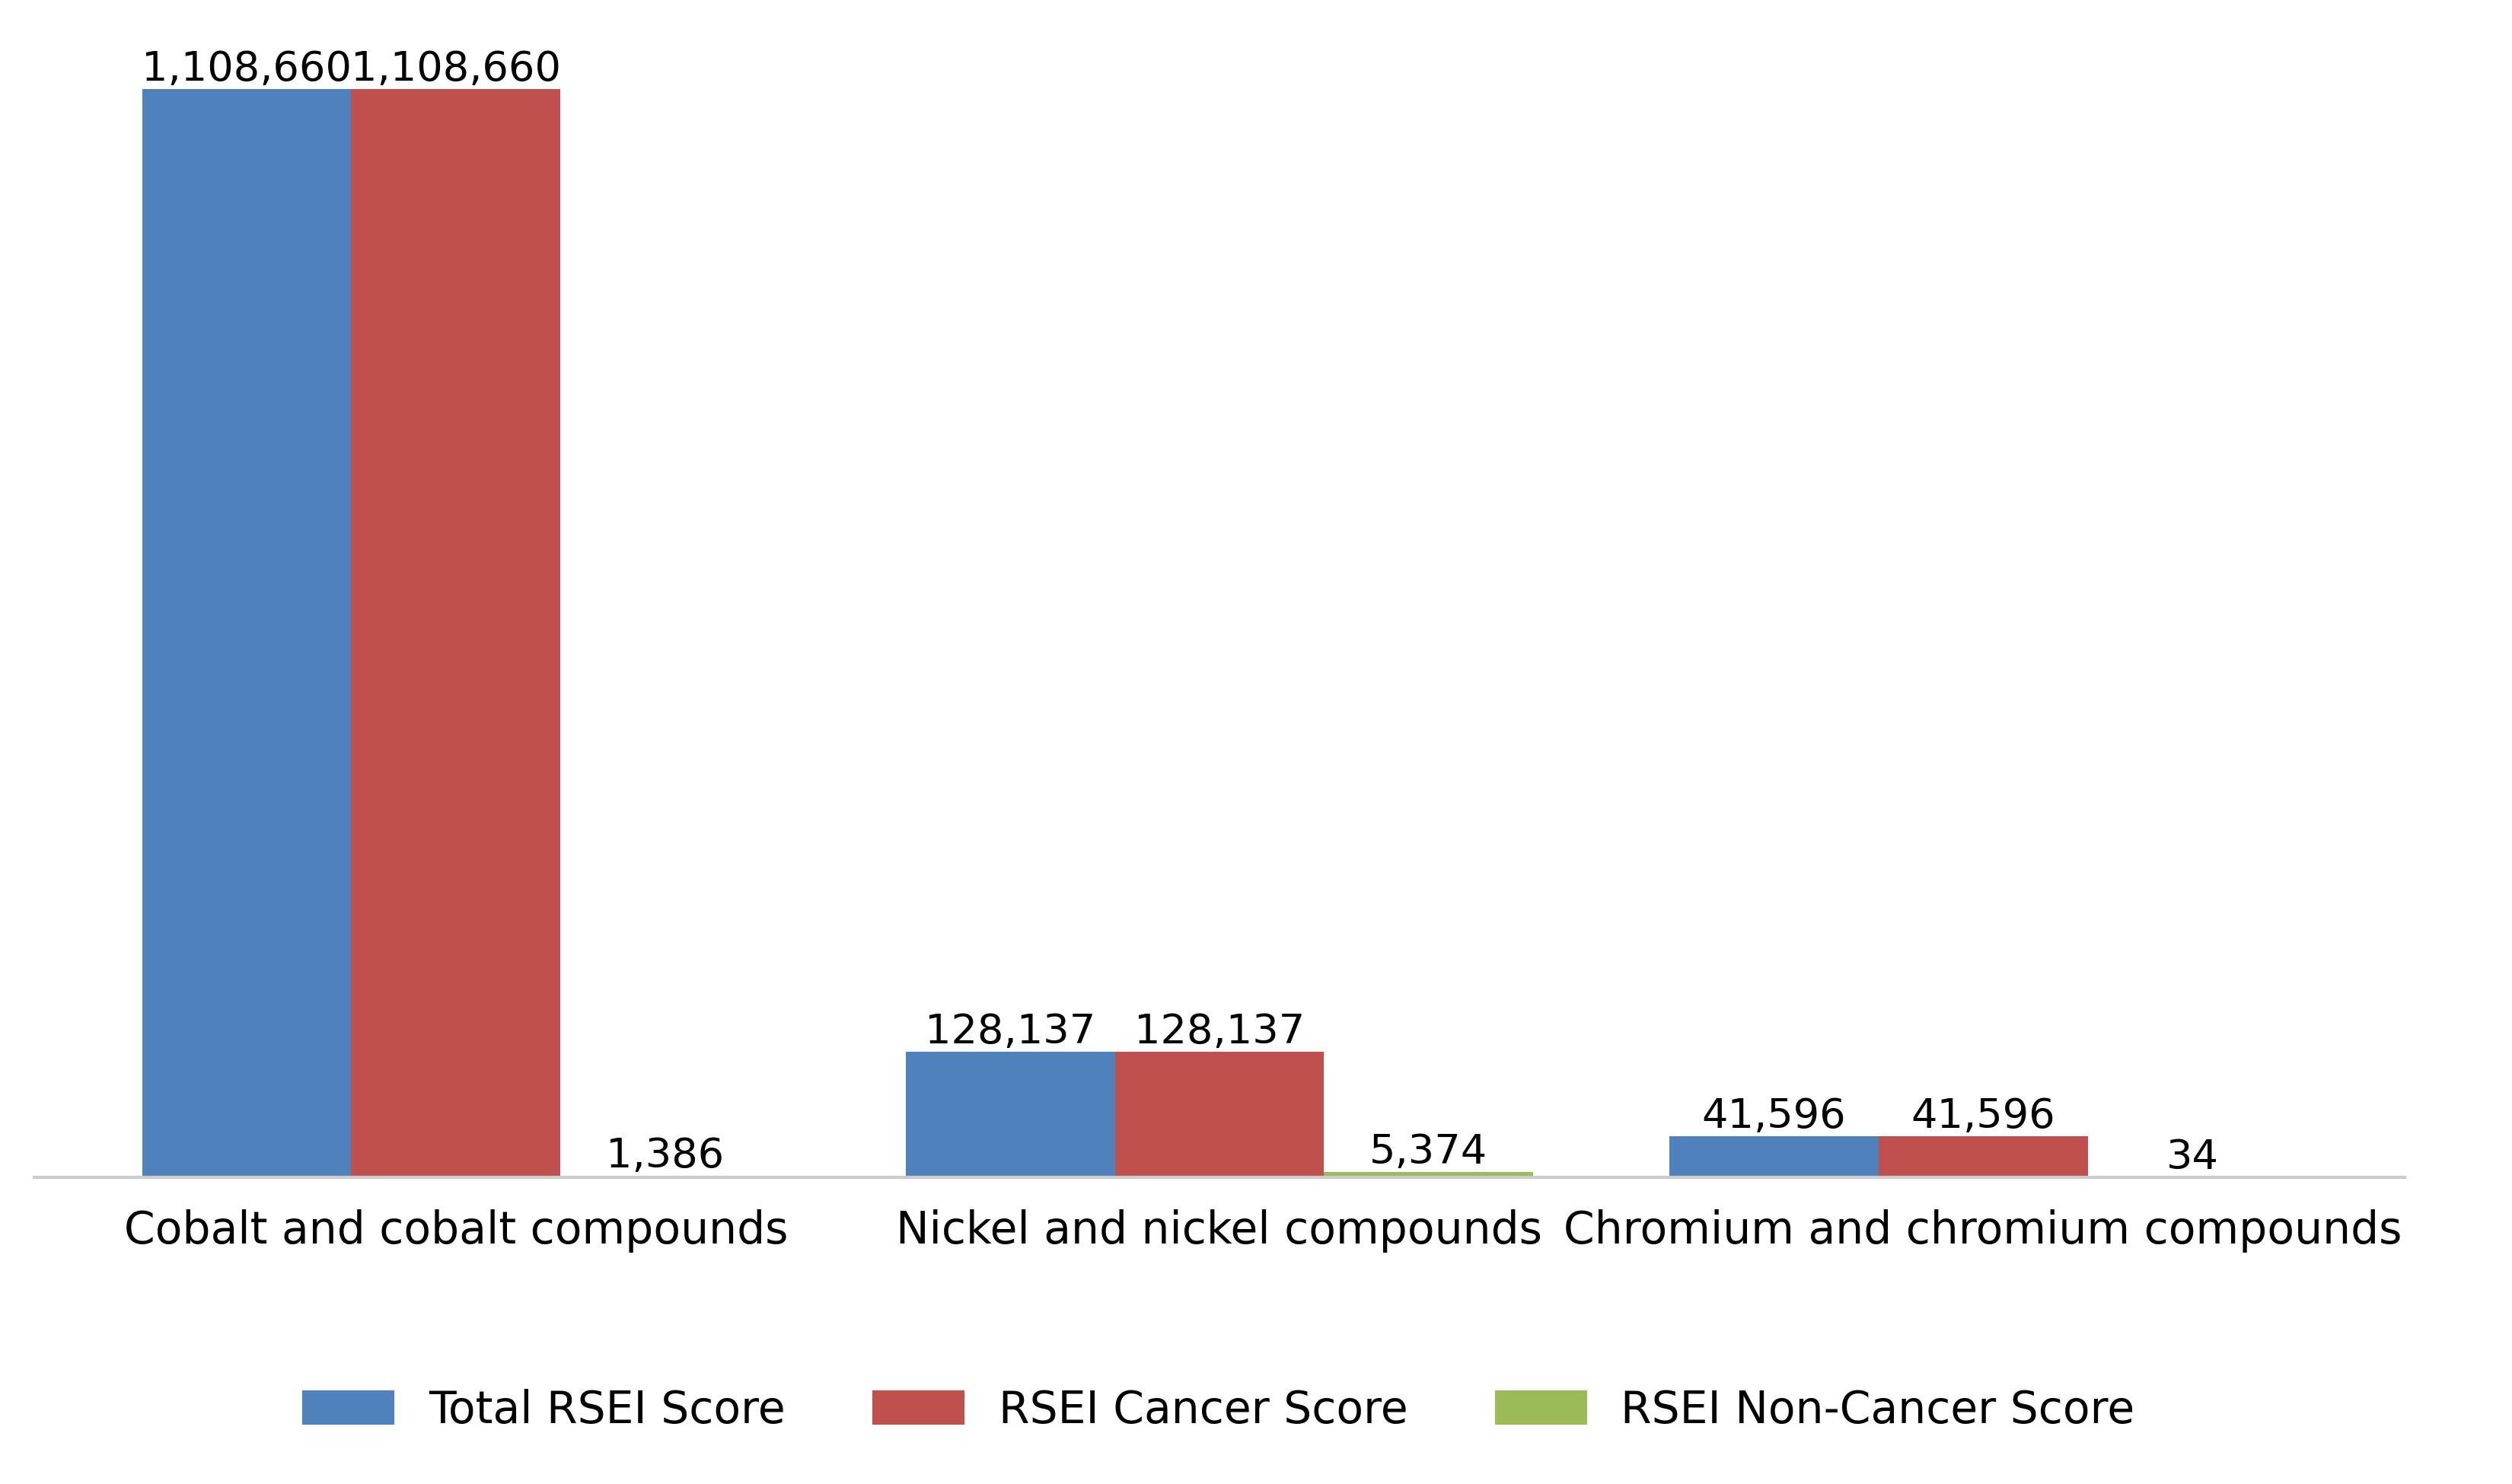 1,108,660 1,108,660
128,137 128,137
41,596 41,596
1,386 5,374 34
Cobalt and cobalt compounds Nickel and nickel compounds Chromium and chromium compounds
Total RSEI Score RSEI Cancer Score RSEI Non-Cancer Score